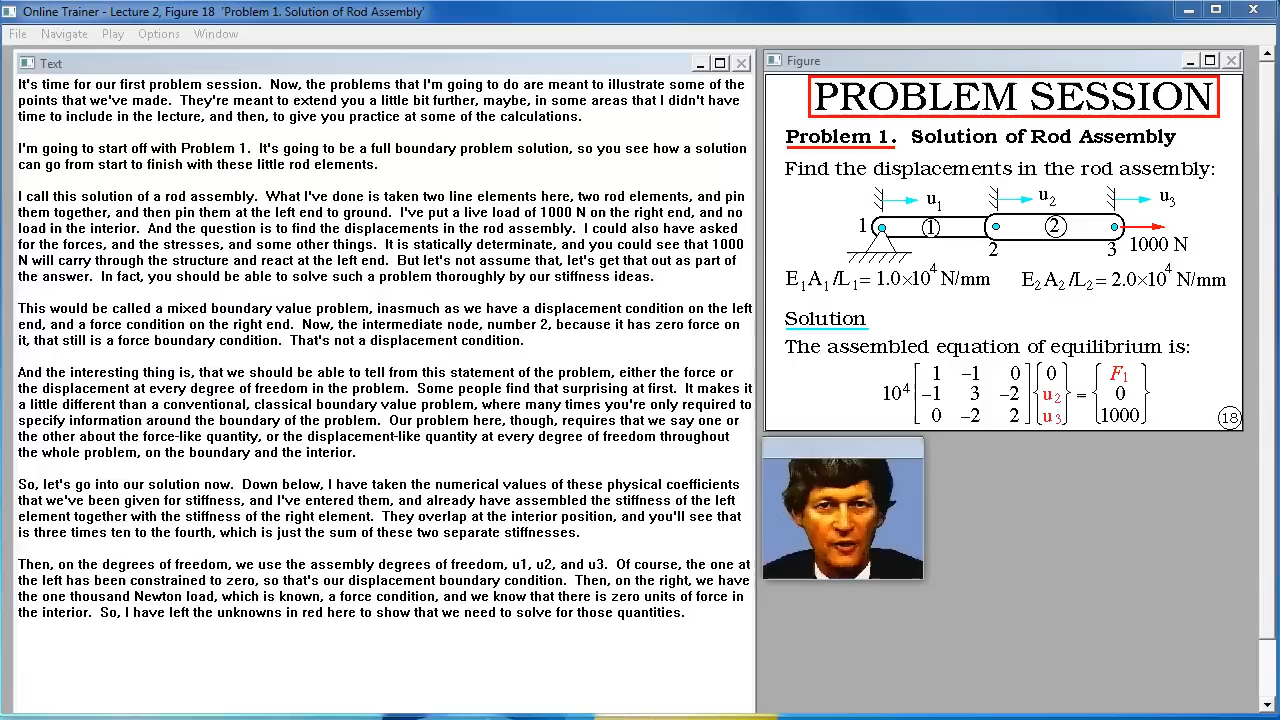 Online Trainer - Lecture 2, Figure 18 'Problem 1. Solution of Rod Assembly'
File Navigate Play Options Window
Text
It's time for our first problem session. Now, the problems that I'm going to do are meant to illustrate some of the
points that we've made. They're meant to extend you a little bit further, maybe, in some areas that I didn't have
time to include in the lecture, and then, to give you practice at some of the calculations.
I'm going to start off with Problem 1. It's going to be a full boundary problem solution, so you see how a solution
can go from start to finish with these little rod elements.
I call this solution of a rod assembly. What I've done is taken two line elements here, two rod elements, and pin
them together, and then pin them at the left end to ground. I've put a live load of 1000 N on the right end, and no
load in the interior. And the question is to find the displacements in the rod assembly. I could also have asked
for the forces, and the stresses, and some other things. It is statically determinate, and you could see that 1000
N will carry through the structure and react at the left end. But let's not assume that, let's get that out as part of
the answer. In fact, you should be able to solve such a problem thoroughly by our stiffness ideas.
This would be called a mixed boundary value problem, inasmuch as we have a displacement condition on the left
end, and a force condition on the right end. Now, the intermediate node, number 2, because it has zero force on
it, that still is a force boundary condition. That's not a displacement condition.
And the interesting thing is, that we should be able to tell from this statement of the problem, either the force or
the displacement at every degree of freedom in the problem. Some people find that surprising at first. It makes it
a little different than a conventional, classical boundary value problem, where many times you're only required to
specify information around the boundary of the problem. Our problem here, though, requires that we say one or
the other about the force-like quantity, or the displacement-like quantity at every degree of freedom throughout
the whole problem, on the boundary and the interior.
So, let's go into our solution now. Down below, I have taken the numerical values of these physical coefficients
that we've been given for stiffness, and I've entered them, and already have assembled the stiffness of the left
element together with the stiffness of the right element. They overlap at the interior position, and you'll see that
is three times ten to the fourth, which is just the sum of these two separate stiffnesses.
Then, on the degrees of freedom, we use the assembly degrees of freedom, u1, u2, and u3. Of course, the one at
the left has been constrained to zero, so that's our displacement boundary condition. Then, on the right, we have
the one thousand Newton load, which is known, a force condition, and we know that there is zero units of force in
the interior. So, I have left the unknowns in red here to show that we need to solve for those quantities.
Figure
PROBLEM SESSION
Problem 1. Solution of Rod Assembly
Find the displacements in the rod assembly:
u₁ u₂ u₃
1 ① ②
2 3 1000 N
E₁A₁/L₁= 1.0×10⁴ N/mm E₂A₂/L₂= 2.0×10⁴ N/mm
Solution
The assembled equation of equilibrium is:
1 −1 0 0 F₁
10⁴ −1 3 −2 u₂ = 0
0 −2 2 u₃ 1000
18